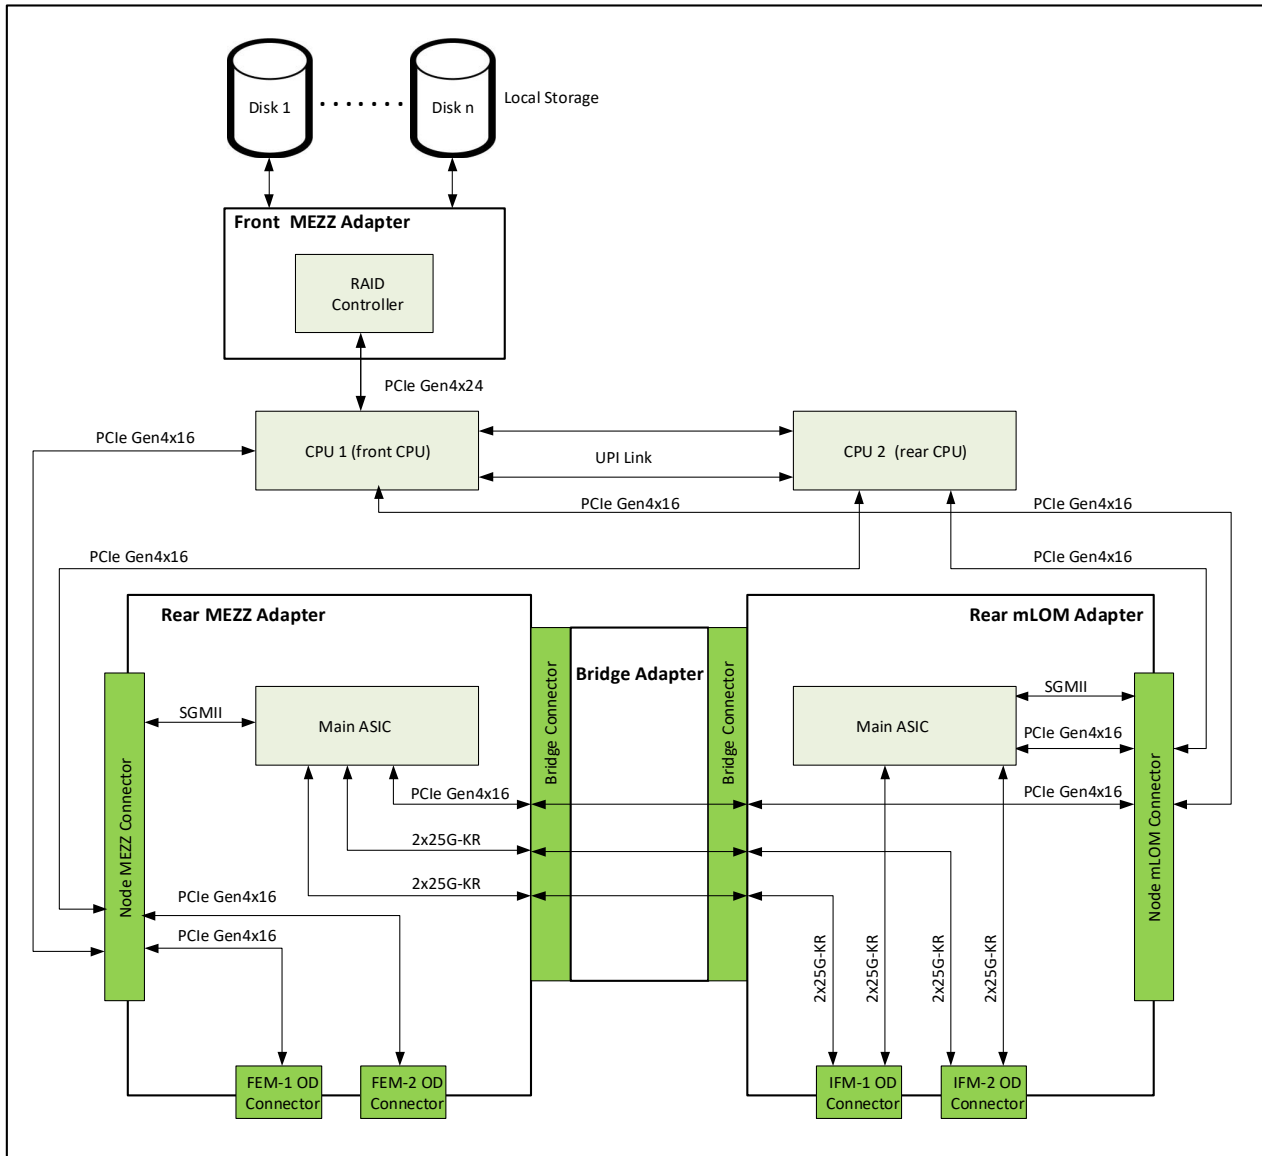 Disk 1
Disk n
Local Storage
Front  MEZZ Adapter
RAID
Controller
PCIe Gen4x24
PCIe Gen4x16
CPU 1 (front CPU)
UPI Link
CPU 2  (rear CPU)
PCIe Gen4x16
PCIe Gen4x16
PCIe Gen4x16
PCIe Gen4x16
Rear MEZZ Adapter
Rear mLOM Adapter
Bridge Adapter
Bridge Connector
Bridge Connector
Node MEZZ Connector
Node mLOM Connector
SGMII
Main ASIC
Main ASIC
SGMII
PCIe Gen4x16
PCIe Gen4x16
PCIe Gen4x16
2x25G-KR
2x25G-KR
PCIe Gen4x16
PCIe Gen4x16
2x25G-KR
2x25G-KR
2x25G-KR
2x25G-KR
FEM-1 OD
Connector
FEM-2 OD
Connector
IFM-1 OD
Connector
IFM-2 OD
Connector